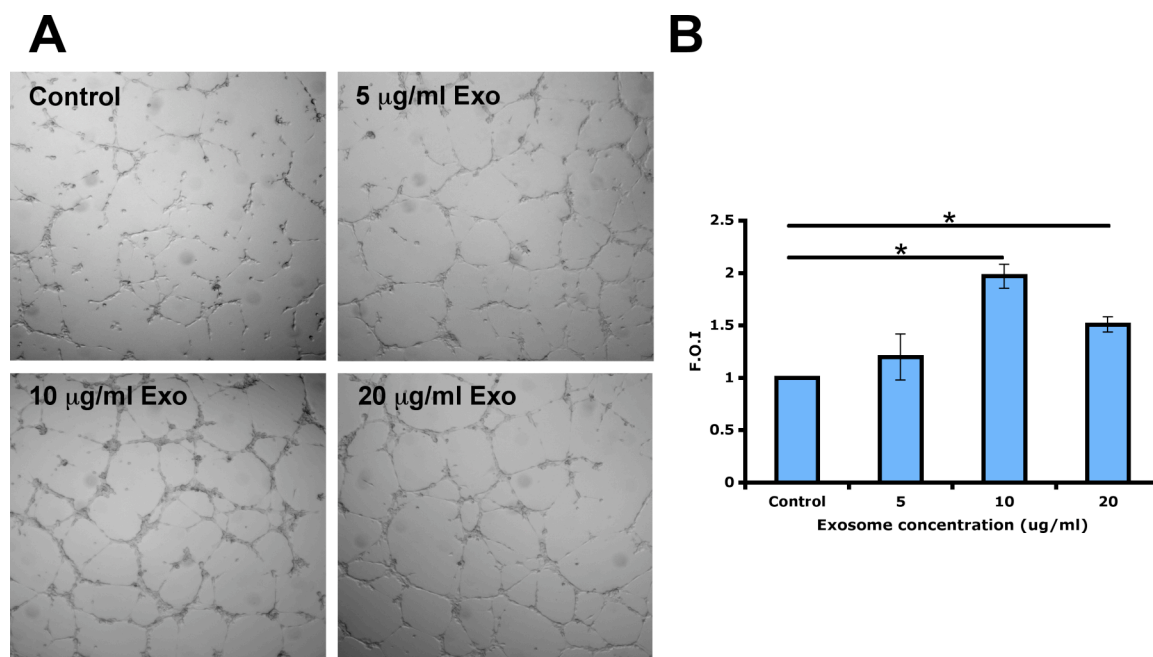 A
Control
5 μg/ml Exo
10 μg/ml Exo
20 μg/ml Exo
B
*
*
2.5
2
1.5
1
0.5
0
F.O.I
Control 5 10 20
Exosome concentration (ug/ml)